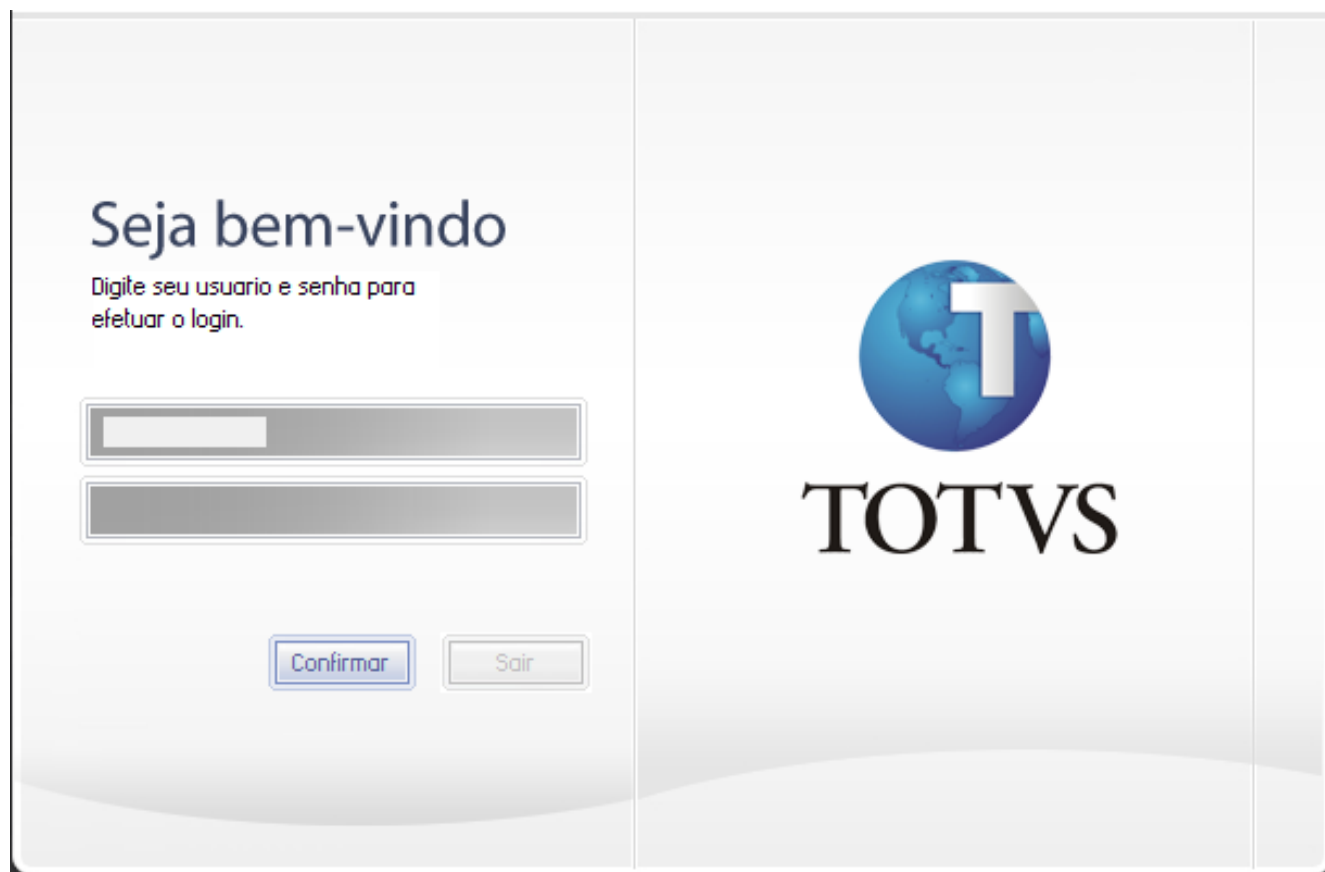 Seja bem-vindo
Digite seu usuario e senha para
efetuar o login.
Confirmar
Sair
T
TOTVS